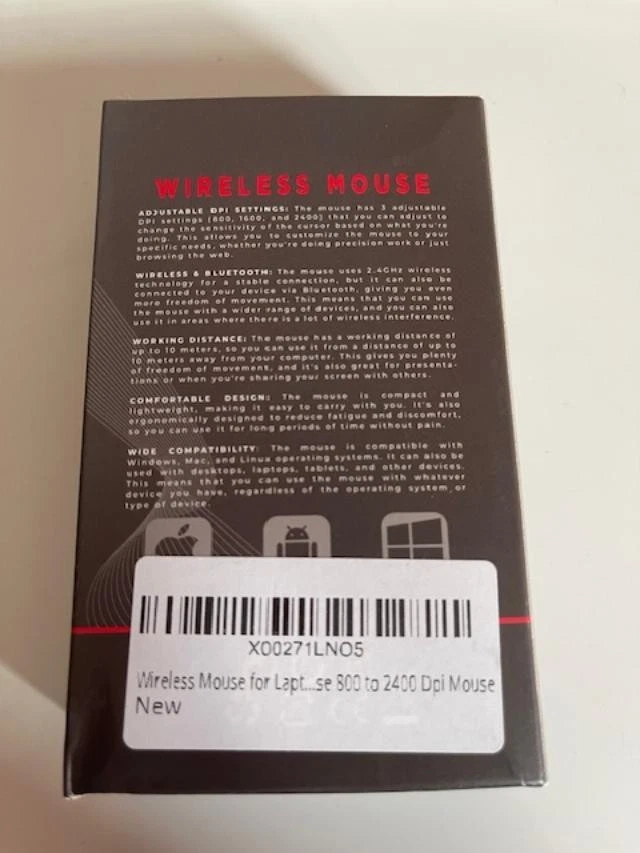 WIRELESS MOUSE
ADJUSTABLE DPI SETTINGS: The mouse has 3 adjustable
DPI settings (800, 1600, and 2400) that you can adjust to
change the sensitivity of the cursor based on what you're
doing. This allows you to customize the mouse to your
specific needs, whether you're doing precision work or just
browsing the web.
WIRELESS & BLUETOOTH: The mouse uses 2.4GHz wireless
technology for a stable connection, but it can also be
connected to your device via Bluetooth, giving you even
more freedom of movement. This means that you can use
the mouse with a wider range of devices, and you can also
use it in areas where there is a lot of wireless interference.
WORKING DISTANCE: The mouse has a working distance of
up to 10 meters, so you can use it from a distance of up to
10 meters away from your computer. This gives you plenty
of freedom of movement, and it's also great for presenta-
tions or when you're sharing your screen with others.
COMFORTABLE DESIGN: The mouse is compact and
lightweight, making it easy to carry with you. It's also
ergonomically designed to reduce fatigue and discomfort,
so you can use it for long periods of time without pain.
WIDE COMPATIBILITY: The mouse is compatible with
Windows, Mac, and Linux operating systems. It can also be
used with desktops, laptops, tablets, and other devices.
This means that you can use the mouse with whatever
device you have, regardless of the operating system or
type of device.
X00271LNO5
Wireless Mouse for Lapt...se 800 to 2400 Dpi Mouse
New